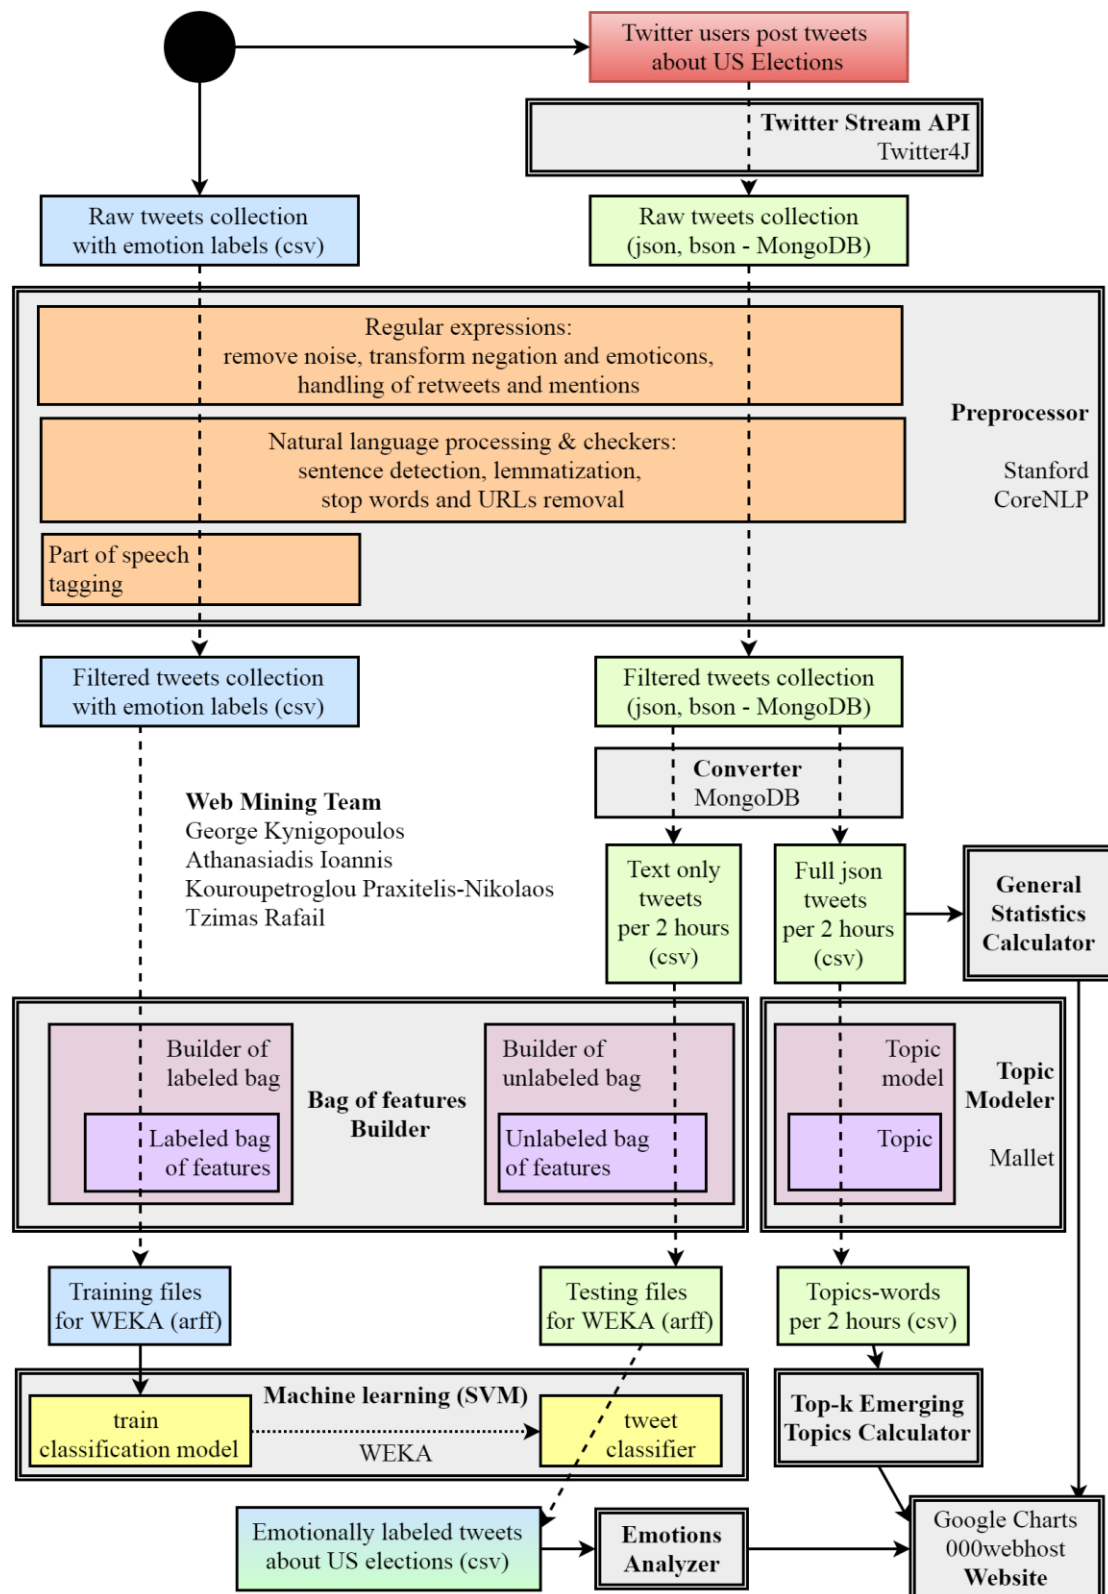 Twitter users post tweets
about US Elections
Twitter Stream API
Twitter4J
Raw tweets collection
with emotion labels (csv)
Raw tweets collection
(json, bson - MongoDB)
Regular expressions:
remove noise, transform negation and emoticons,
handling of retweets and mentions
Natural language processing & checkers:
sentence detection, lemmatization,
stop words and URLs removal
Part of speech
tagging
Preprocessor
Stanford
CoreNLP
Filtered tweets collection
with emotion labels (csv)
Filtered tweets collection
(json, bson - MongoDB)
Converter
MongoDB
Web Mining Team
George Kynigopoulos
Athanasiadis Ioannis
Kouroupetroglou Praxitelis-Nikolaos
Tzimas Rafail
Text only
tweets
per 2 hours
(csv)
Full json
tweets
per 2 hours
(csv)
General
Statistics
Calculator
Builder of
labeled bag
Labeled bag
of features
Bag of features
Builder
Builder of
unlabeled bag
Unlabeled bag
of features
Topic
model
Topic
Topic
Modeler
Mallet
Training files
for WEKA (arff)
Testing files
for WEKA (arff)
Topics-words
per 2 hours (csv)
Machine learning (SVM)
train
classification model
WEKA
tweet
classifier
Top-k Emerging
Topics Calculator
Emotionally labeled tweets
about US elections (csv)
Emotions
Analyzer
Google Charts
000webhost
Website